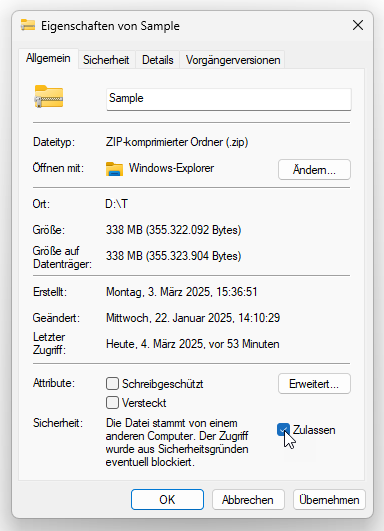 Eigenschaften von Sample
Allgemein Sicherheit Details Vorgängerversionen
Sample
Dateityp: ZIP-komprimierter Ordner (.zip)
Öffnen mit: Windows-Explorer Ändern...
Ort: D:\T
Größe: 338 MB (355.322.092 Bytes)
Größe auf
Datenträger: 338 MB (355.323.904 Bytes)
Erstellt: Montag, 3. März 2025, 15:36:51
Geändert: Mittwoch, 22. Januar 2025, 14:10:29
Letzter
Zugriff: Heute, 4. März 2025, vor 53 Minuten
Attribute: Schreibgeschützt Erweitert...
Versteckt
Sicherheit: Die Datei stammt von einem
anderen Computer. Der Zugriff Zulassen
wurde aus Sicherheitsgründen
eventuell blockiert.
OK Abbrechen Übernehmen